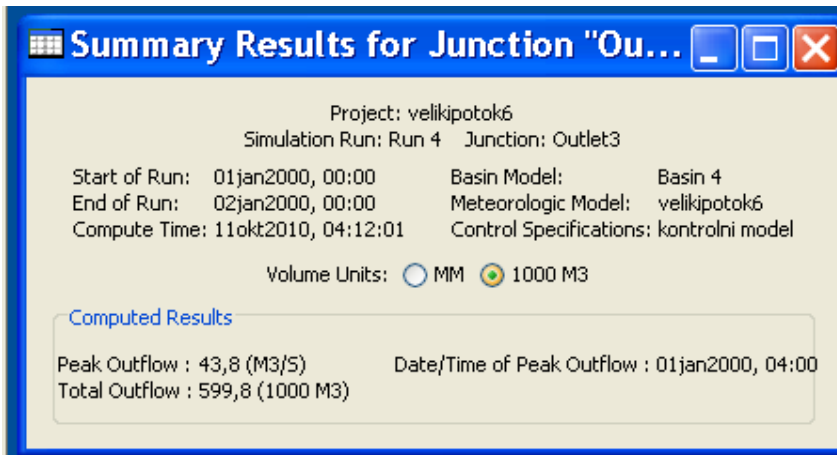 Summary Results for Junction "Ou...
Project: velikipotok6
Simulation Run: Run 4 Junction: Outlet3
Start of Run: 01jan2000, 00:00 Basin Model: Basin 4
End of Run: 02jan2000, 00:00 Meteorologic Model: velikipotok6
Compute Time: 11okt2010, 04:12:01 Control Specifications: kontrolni model
Volume Units: MM 1000 M3
Computed Results
Peak Outflow : 43,8 (M3/S) Date/Time of Peak Outflow : 01jan2000, 04:00
Total Outflow : 599,8 (1000 M3)